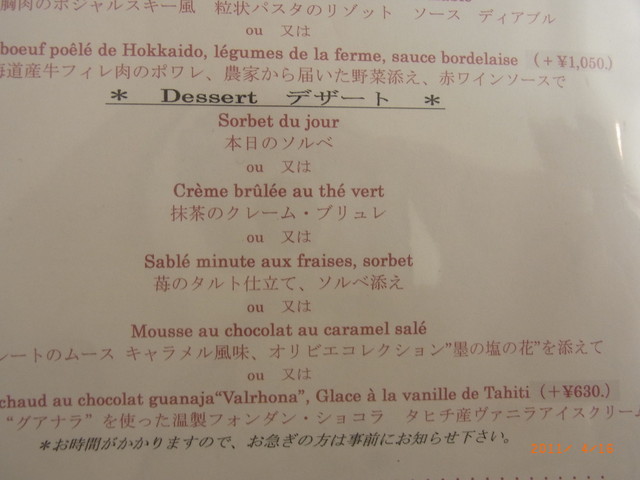 胸肉のポジャルスキー風 粒状パスタのリゾット ソース ディアブル
ou 又は
boeuf poêlé de Hokkaido, légumes de la ferme, sauce bordelaise (+¥1,050.)
海道産牛フィレ肉のポワレ、農家から届いた野菜添え、赤ワインソースで
* Dessert デザート *
Sorbet du jour
本日のソルベ
ou 又は
Crème brûlée au thé vert
抹茶のクレーム・ブリュレ
ou 又は
Sablé minute aux fraises, sorbet
苺のタルト仕立て、ソルベ添え
ou 又は
Mousse au chocolat au caramel salé
レートのムース キャラメル風味、オリビエコレクション"墨の塩の花"を添えて
ou 又は
chaud au chocolat guanaja"Valrhona", Glace à la vanille de Tahiti (+¥630.)
"グアナラ"を使った温製フォンダン・ショコラ タヒチ産ヴァニラアイスクリーム
*お時間がかかりますので、お急ぎの方は事前にお知らせ下さい。